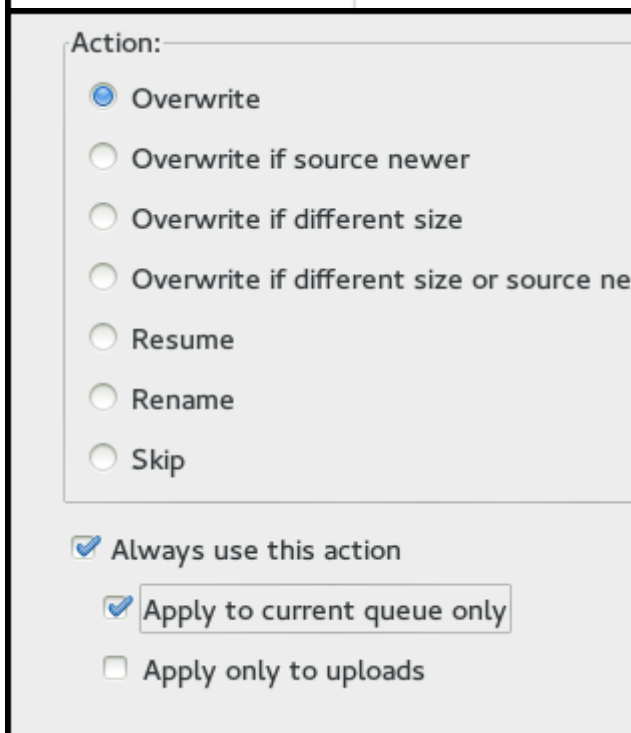 Action:
Overwrite
Overwrite if source newer
Overwrite if different size
Overwrite if different size or source ne
Resume
Rename
Skip
Always use this action
Apply to current queue only
Apply only to uploads